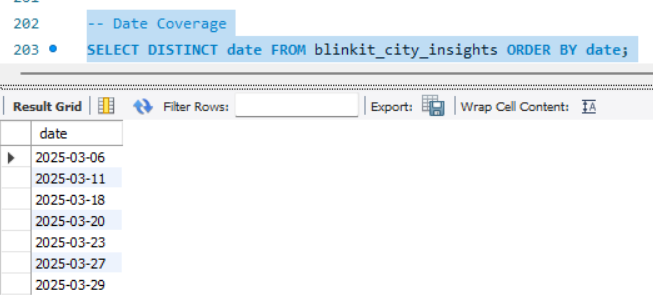 202 -- Date Coverage
203 SELECT DISTINCT date FROM blinkit_city_insights ORDER BY date;
Result Grid Filter Rows: Export: Wrap Cell Content: IA
date
2025-03-06
2025-03-11
2025-03-18
2025-03-20
2025-03-23
2025-03-27
2025-03-29